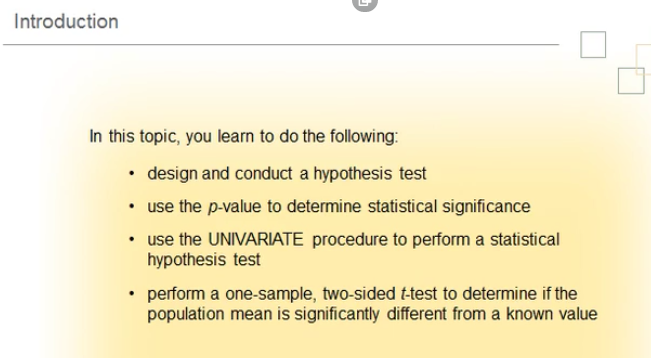 Introduction
In this topic, you learn to do the following:
• design and conduct a hypothesis test
• use the p-value to determine statistical significance
• use the UNIVARIATE procedure to perform a statistical
hypothesis test
• perform a one-sample, two-sided t-test to determine if the
population mean is significantly different from a known value